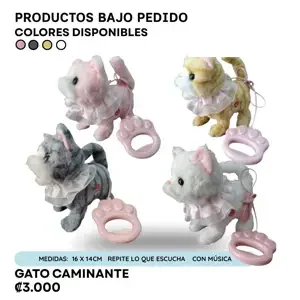 PRODUCTOS BAJO PEDIDO
COLORES DISPONIBLES
MEDIDAS: 16 X 14CM REPITE LO QUE ESCUCHA CON MÚSICA
GATO CAMINANTE
₡3.000